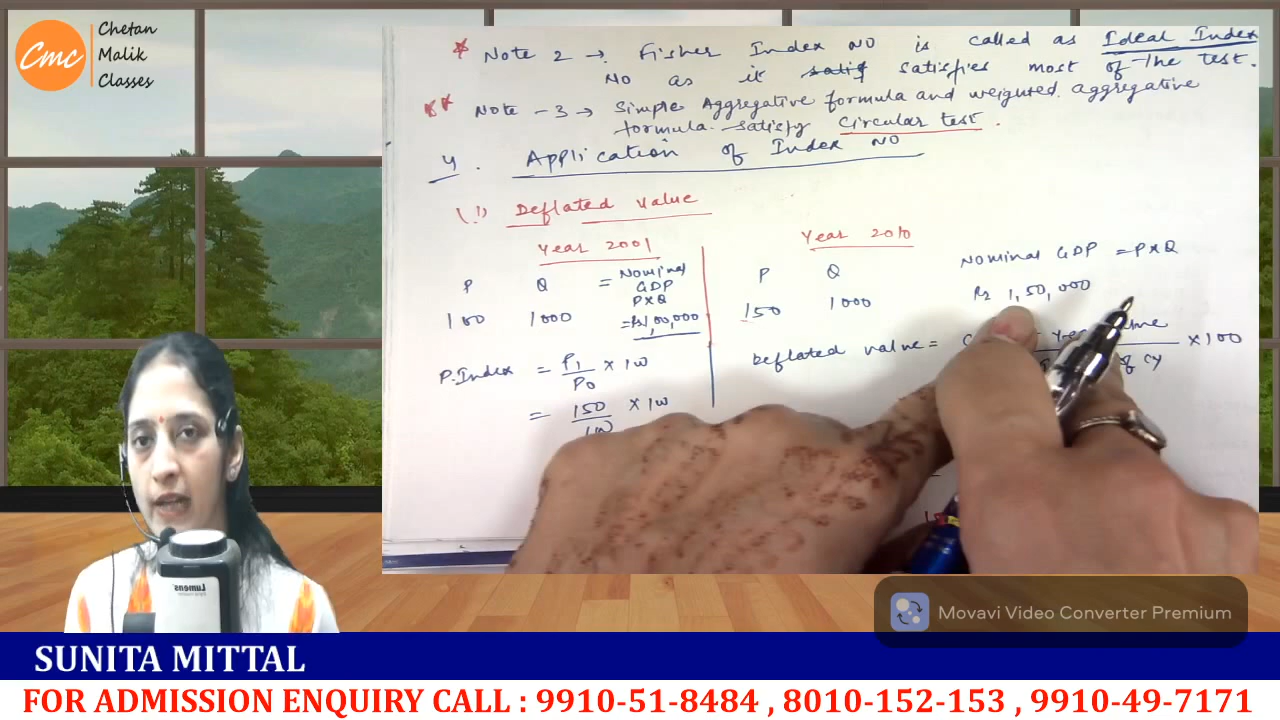 cmc
Chetan
Malik
Classes
* Note 2 → Fisher Index NO is called as Ideal Index
NO as it satisfies most of the test.
** Note -3 → Simple Aggregative formula and weighted aggregative
formula satisfy Circular test.
4. Application of Index NO
(1) Deflated value
Year 2001
P Q = Nominal GDP P×Q
100 1000 = Rs 1,00,000
P.Index = P1/P0 × 100
= 150/100 × 100
Year 2010
P Q Nominal GDP = P×Q
150 1000 Rs 1,50,000
Deflated value = × 100
of cy
Lumens
Movavi Video Converter Premium
SUNITA MITTAL
FOR ADMISSION ENQUIRY CALL : 9910-51-8484 , 8010-152-153 , 9910-49-7171